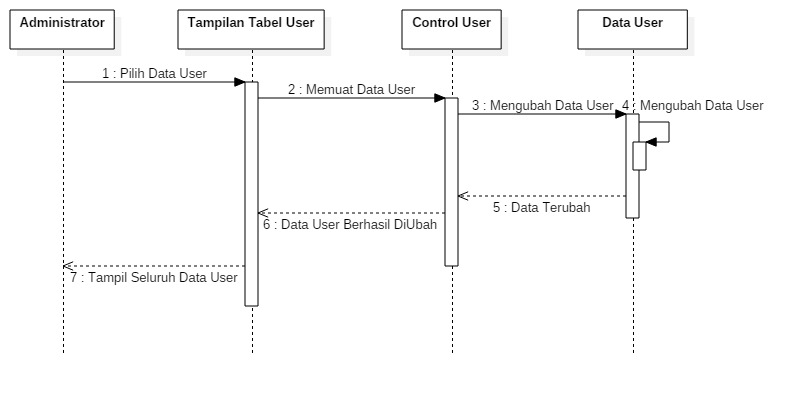 Administrator
Tampilan Tabel User
Control User
Data User
1 : Pilih Data User
2 : Memuat Data User
3 : Mengubah Data User
4 : Mengubah Data User
5 : Data Terubah
6 : Data User Berhasil DiUbah
7 : Tampil Seluruh Data User